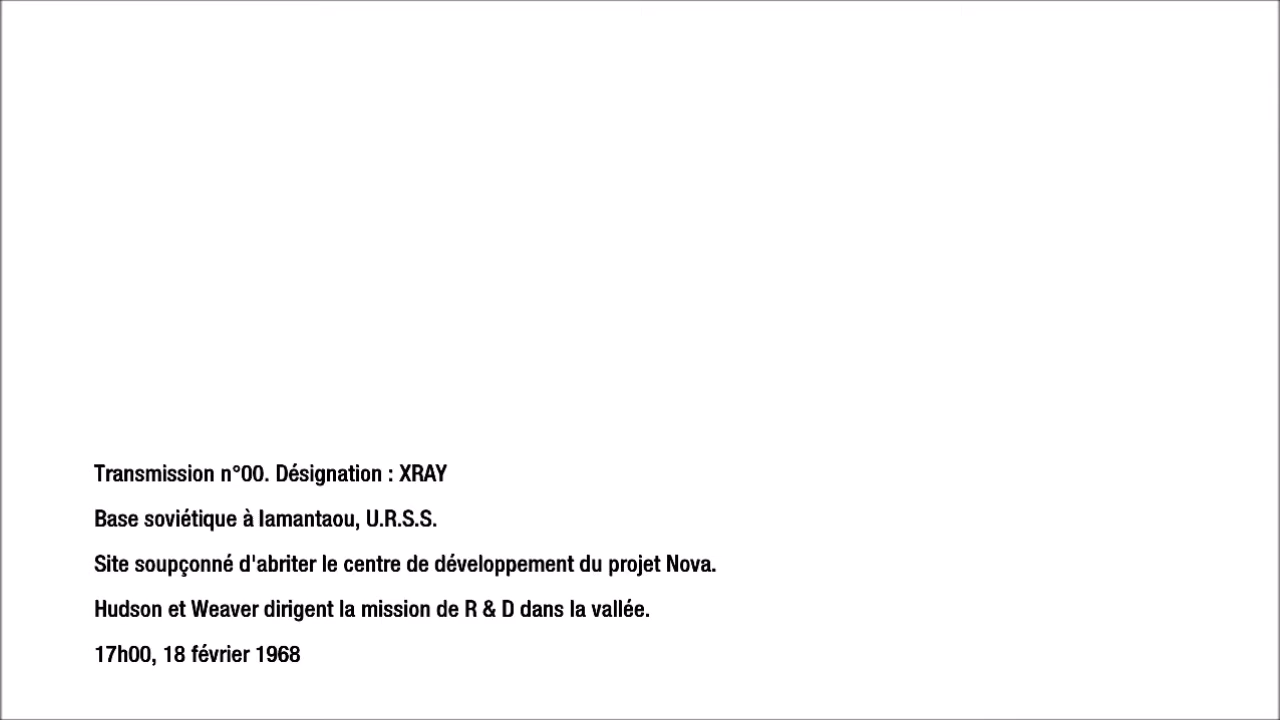 Transmission n°00. Désignation : XRAY
Base soviétique à Iamantaou, U.R.S.S.
Site soupçonné d'abriter le centre de développement du projet Nova.
Hudson et Weaver dirigent la mission de R & D dans la vallée.
17h00, 18 février 1968